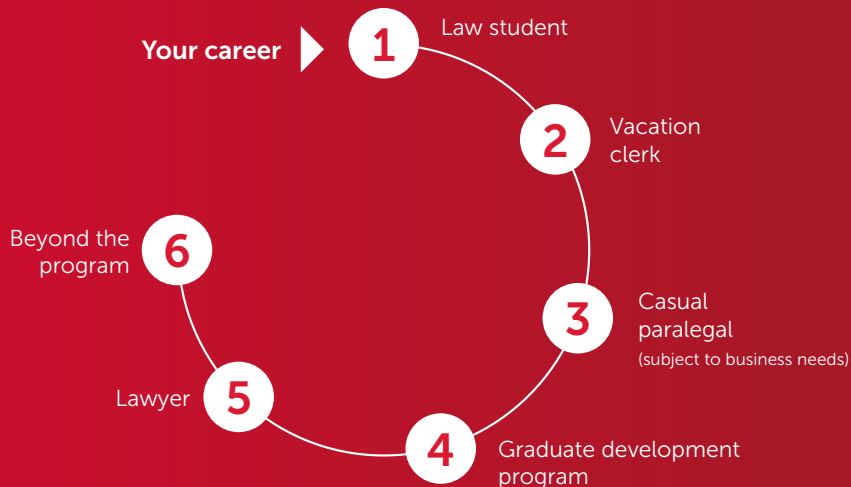 Your career
1
Law student
2
Vacation
clerk
3
Casual
paralegal
(subject to business needs)
4
Graduate development
program
5
Lawyer
6
Beyond the
program